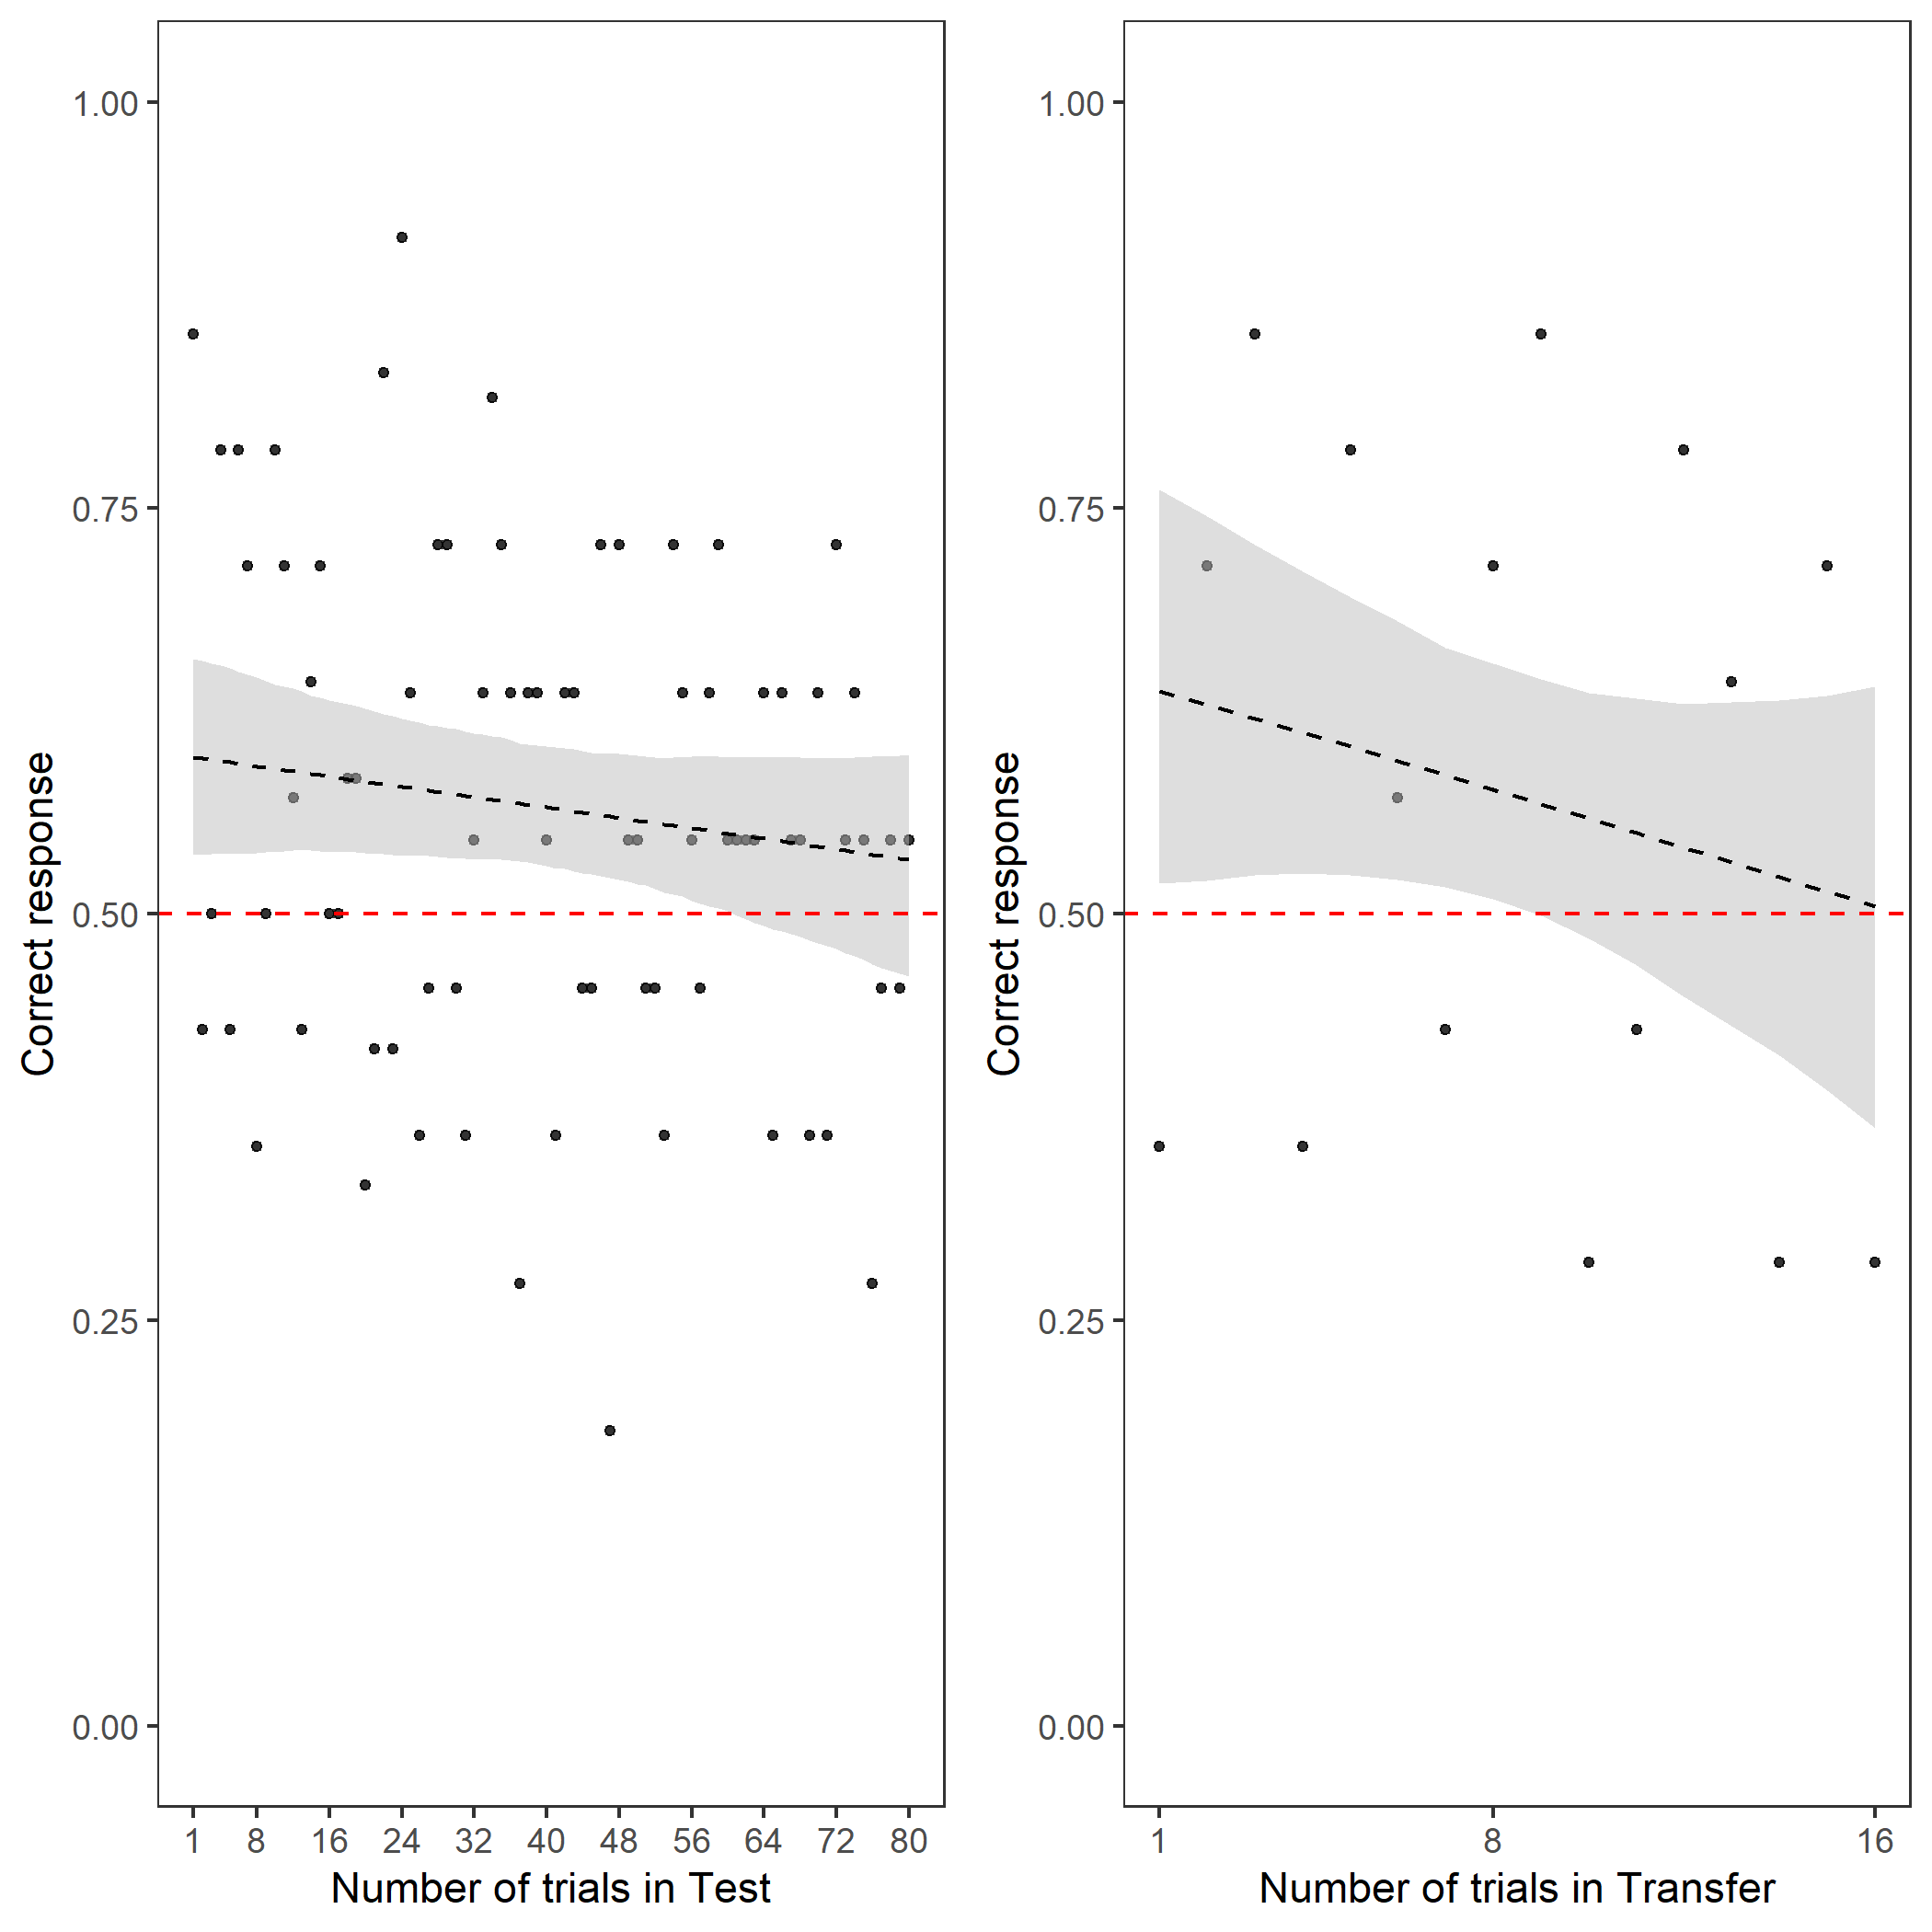 1.00
0.75
0.50
0.25
0.00
Correct response
1 8 16 24 32 40 48 56 64 72 80
Number of trials in Test
1.00
0.75
0.50
0.25
0.00
Correct response
1 8 16
Number of trials in Transfer